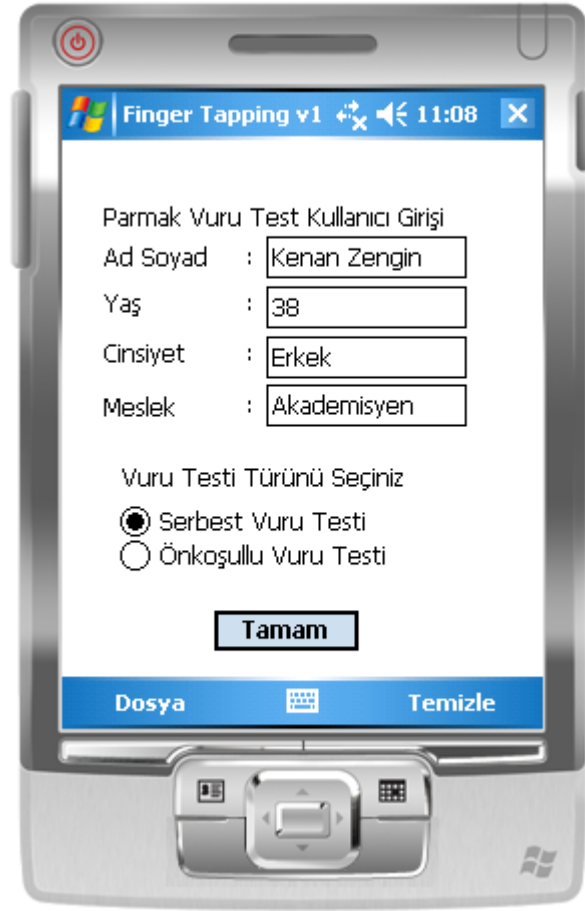 Finger Tapping v1 11:08
Parmak Vuru Test Kullanıcı Girişi
Ad Soyad : Kenan Zengin
Yaş : 38
Cinsiyet : Erkek
Meslek : Akademisyen
Vuru Testi Türünü Seçiniz
Serbest Vuru Testi
Önkoşullu Vuru Testi
Tamam
Dosya Temizle